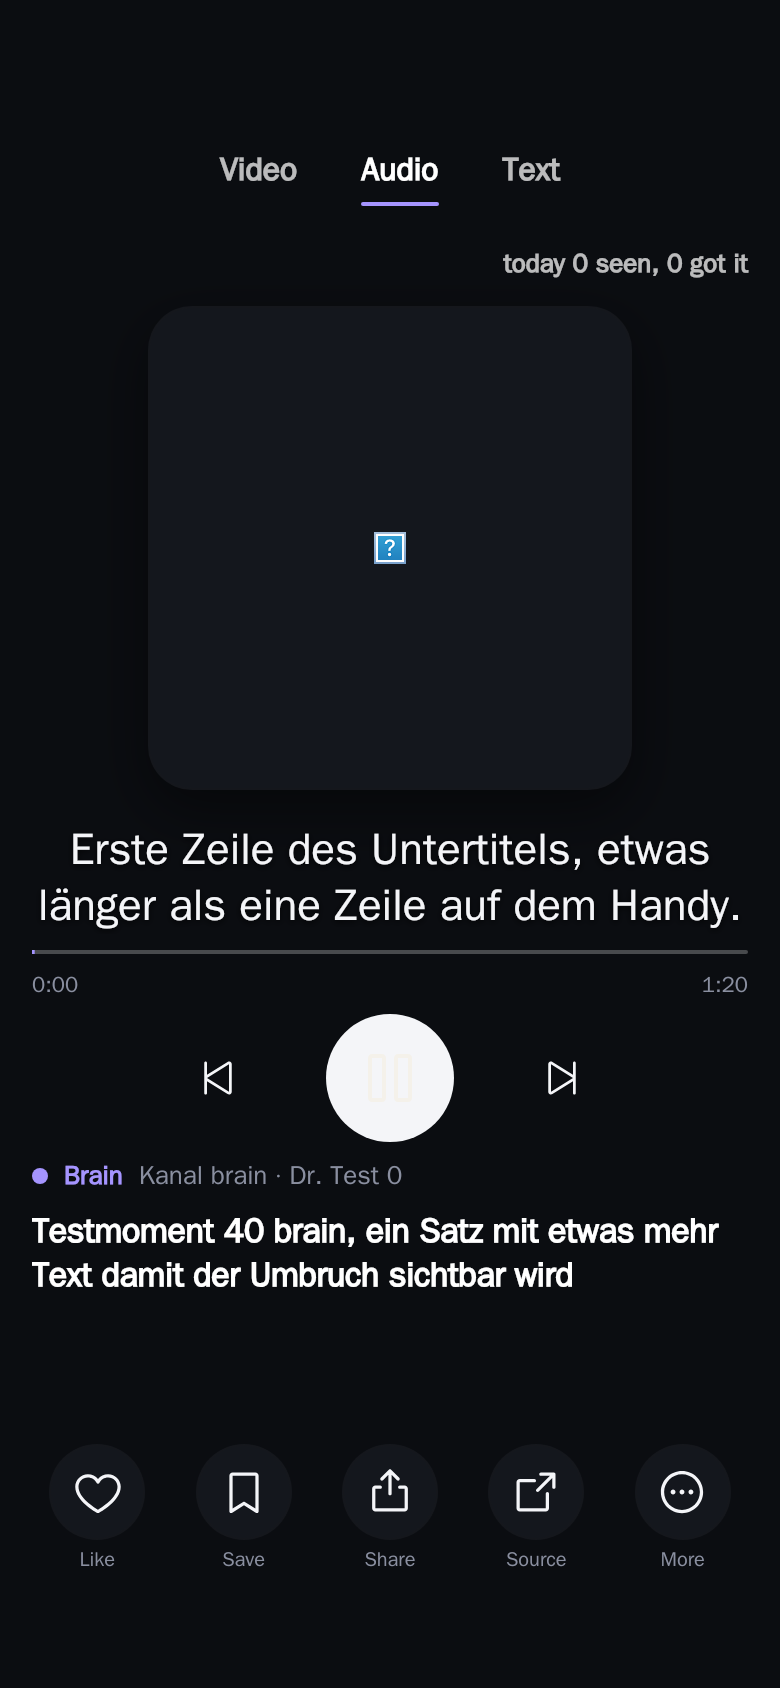 Video Audio Text
today 0 seen, 0 got it
?
Erste Zeile des Untertitels, etwas
länger als eine Zeile auf dem Handy.
0:00 1:20
Brain Kanal brain · Dr. Test 0
Testmoment 40 brain, ein Satz mit etwas mehr
Text damit der Umbruch sichtbar wird
Like Save Share Source More